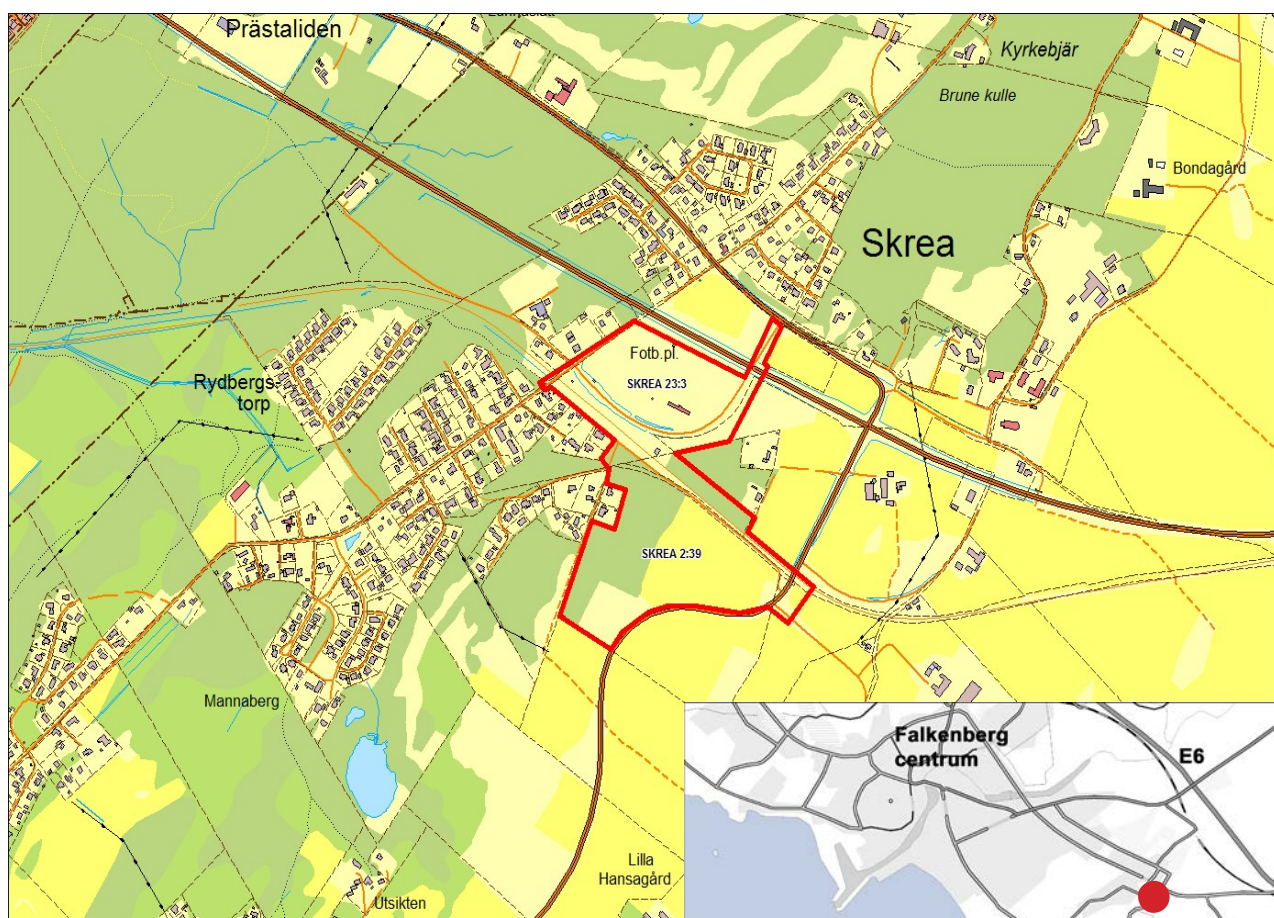 Prästaliden
Kyrkebjär
Brune kulle
Bondagård
Skrea
Fotb.pl.
SKREA 23:3
Rydbergs-
torp
SKREA 2:39
Mannaberg
Lilla
Hansagård
Utsikten
Falkenberg
centrum
E6